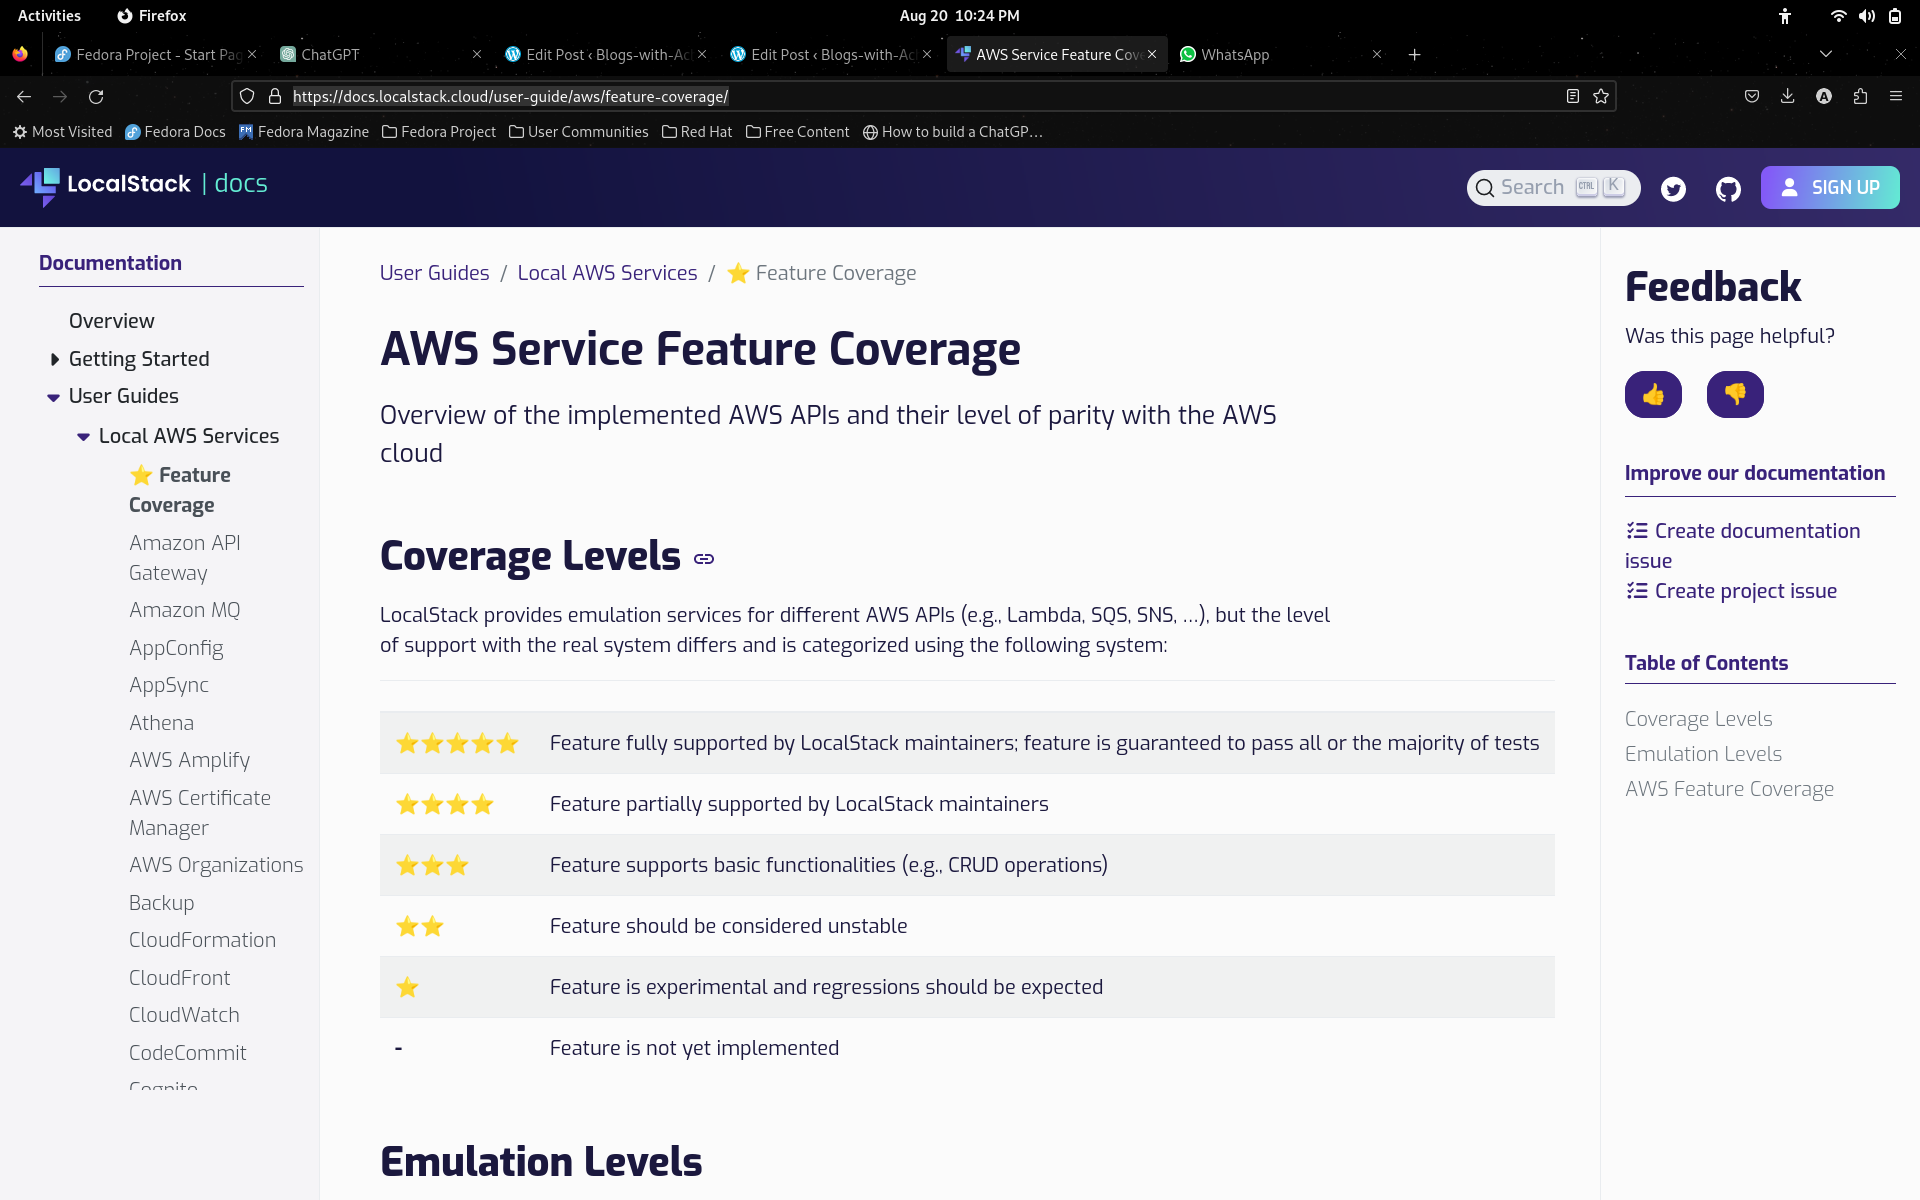 Activities
Firefox
Aug 20 10:24 PM
Fedora Project - Start Pag
ChatGPT
Edit Post ‹ Blogs-with-Ac
Edit Post ‹ Blogs-with-Ac
AWS Service Feature Cov
WhatsApp
https://docs.localstack.cloud/user-guide/aws/feature-coverage/
Most Visited
Fedora Docs
Fedora Magazine
Fedora Project
User Communities
Red Hat
Free Content
How to build a ChatGP...
LocalStack | docs
Search CTRL K
SIGN UP
Documentation
Overview
Getting Started
User Guides
Local AWS Services
⭐ Feature
Coverage
Amazon API
Gateway
Amazon MQ
AppConfig
AppSync
Athena
AWS Amplify
AWS Certificate
Manager
AWS Organizations
Backup
CloudFormation
CloudFront
CloudWatch
CodeCommit
Cognito
User Guides / Local AWS Services / ⭐ Feature Coverage
AWS Service Feature Coverage
Overview of the implemented AWS APIs and their level of parity with the AWS
cloud
Coverage Levels
LocalStack provides emulation services for different AWS APIs (e.g., Lambda, SQS, SNS, ...), but the level
of support with the real system differs and is categorized using the following system:
⭐⭐⭐⭐⭐ Feature fully supported by LocalStack maintainers; feature is guaranteed to pass all or the majority of tests
⭐⭐⭐⭐ Feature partially supported by LocalStack maintainers
⭐⭐⭐ Feature supports basic functionalities (e.g., CRUD operations)
⭐⭐ Feature should be considered unstable
⭐ Feature is experimental and regressions should be expected
- Feature is not yet implemented
Emulation Levels
Feedback
Was this page helpful?
Improve our documentation
Create documentation
issue
Create project issue
Table of Contents
Coverage Levels
Emulation Levels
AWS Feature Coverage